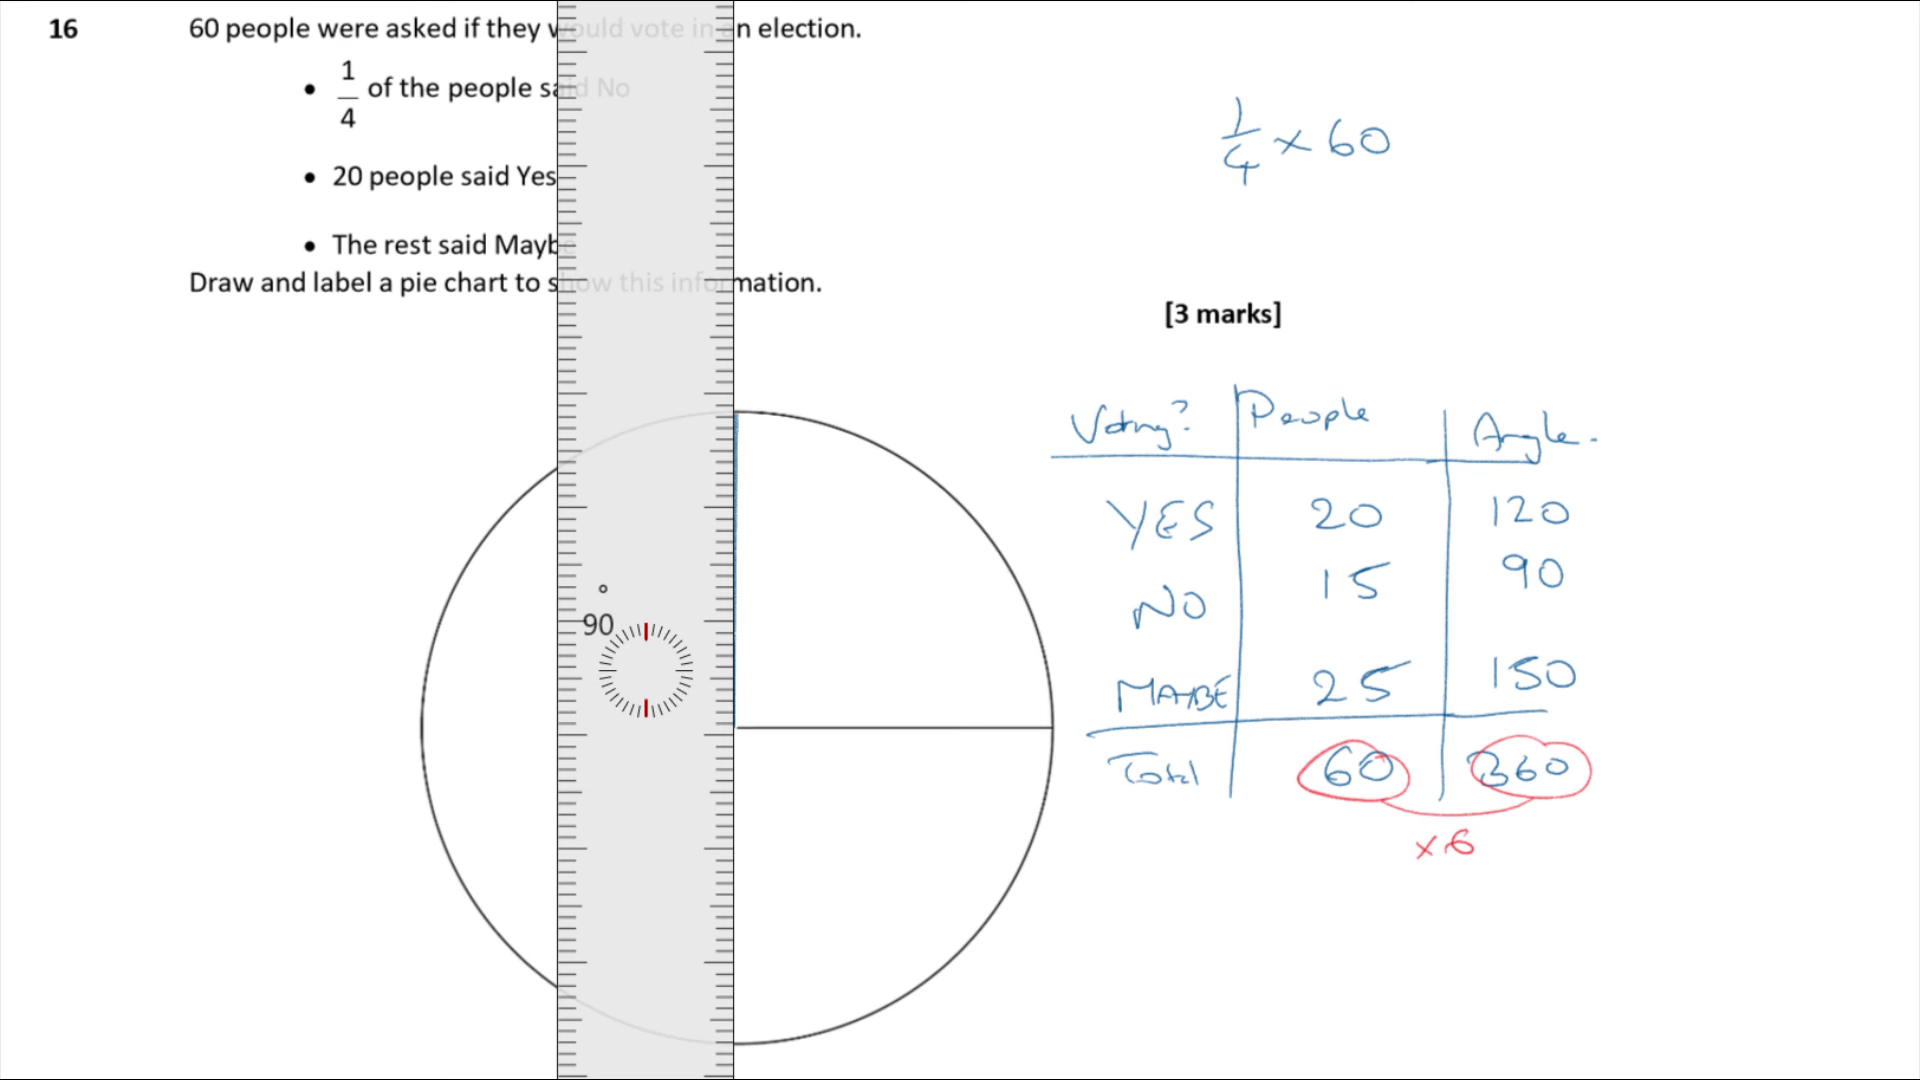 16 60 people were asked if they would vote in an election.
• 1/4 of the people said No
• 20 people said Yes
• The rest said Maybe
Draw and label a pie chart to show this information.
[3 marks]
1/4 × 60
Voting? People Angle.
YES 20 120
NO 15 90
MAYBE 25 150
Total 60 360
×6
90°